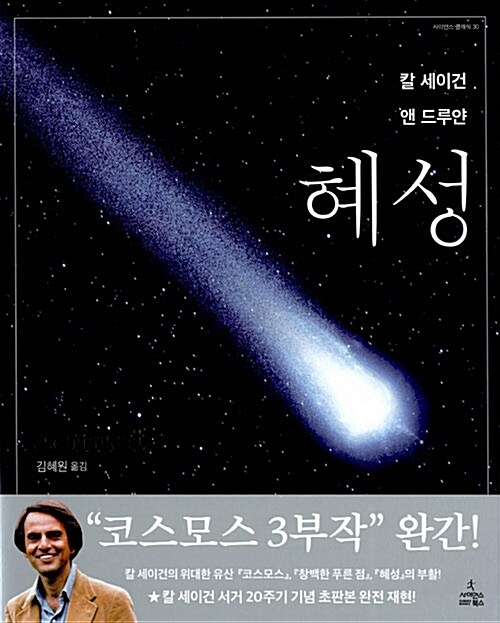 사이언스 클래식 30
칼 세이건
앤 드루얀
혜성
김혜원 옮김
“코스모스 3부작” 완간!
칼 세이건의 위대한 유산 『코스모스』, 『창백한 푸른 점』, 『혜성』의 부활!
★ 칼 세이건 서거 20주기 기념 초판본 완전 재현!
사이언스
북스